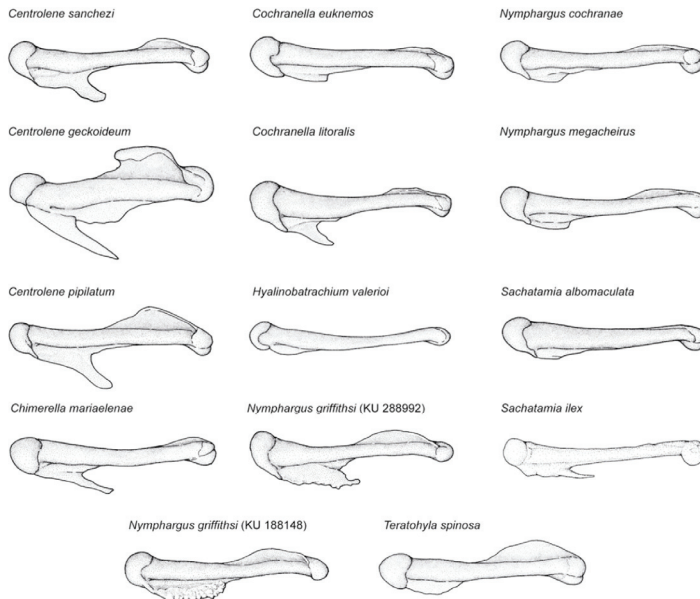 Centrolene sanchezi
Cochranella euknemos
Nymphargus cochranae
Centrolene geckoideum
Cochranella litoralis
Nymphargus megacheirus
Centrolene pipilatum
Hyalinobatrachium valerioi
Sachatamia albomaculata
Chimerella mariaelenae
Nymphargus griffithsi (KU 288992)
Sachatamia ilex
Nymphargus griffithsi (KU 188148)
Teratohyla spinosa